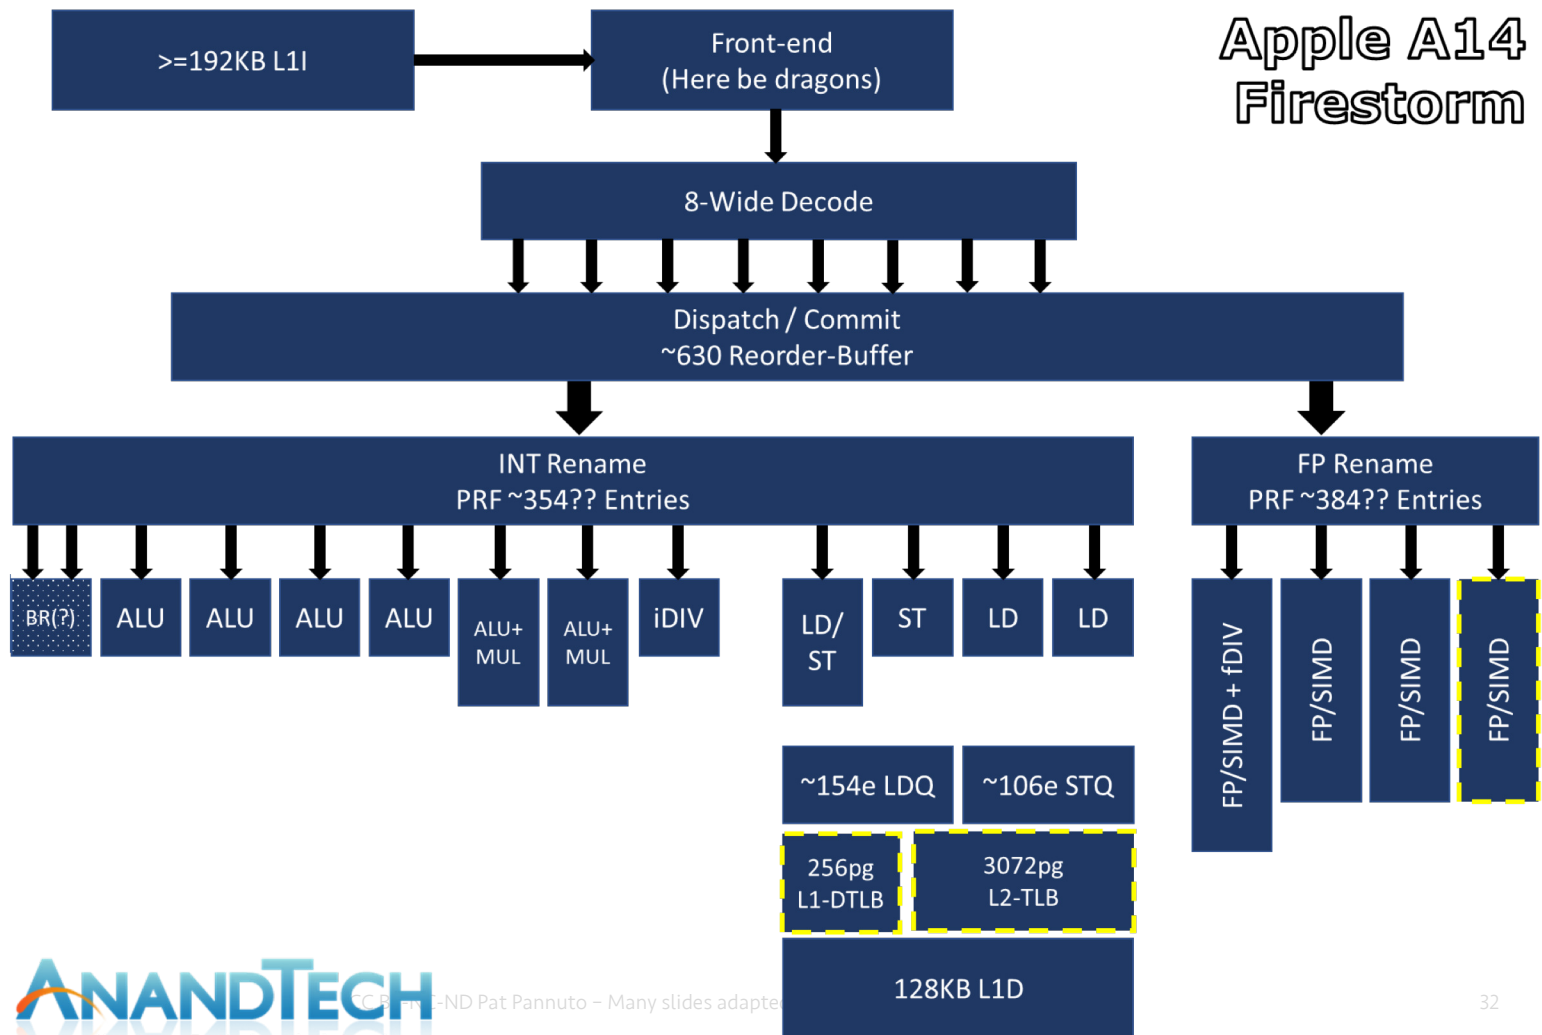 Apple A14
Firestorm
>=192KB L1I
Front-end
(Here be dragons)
8-Wide Decode
Dispatch / Commit
~630 Reorder-Buffer
INT Rename
PRF ~354?? Entries
FP Rename
PRF ~384?? Entries
BR(?)
ALU
ALU
ALU
ALU
ALU+
MUL
ALU+
MUL
iDIV
LD/
ST
ST
LD
LD
FP/SIMD + fDIV
FP/SIMD
FP/SIMD
FP/SIMD
~154e LDQ
~106e STQ
256pg
L1-DTLB
3072pg
L2-TLB
128KB L1D
ANANDTECH
-ND Pat Pannuto – Many slides adapte
32